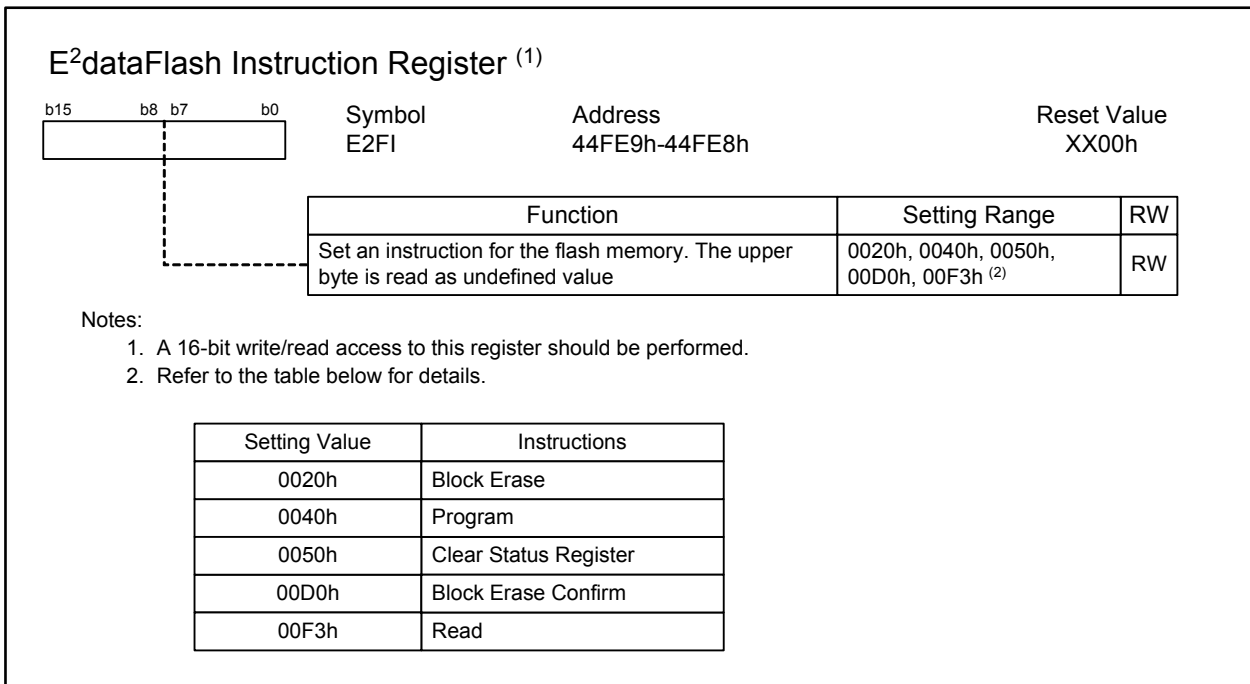 E²dataFlash Instruction Register (1)
b15 b8 b7 b0
Symbol Address Reset Value
E2FI 44FE9h-44FE8h XX00h
Function Setting Range RW
Set an instruction for the flash memory. The upper
byte is read as undefined value
0020h, 0040h, 0050h,
00D0h, 00F3h (2)
RW
Notes:
1. A 16-bit write/read access to this register should be performed.
2. Refer to the table below for details.
Setting Value Instructions
0020h Block Erase
0040h Program
0050h Clear Status Register
00D0h Block Erase Confirm
00F3h Read